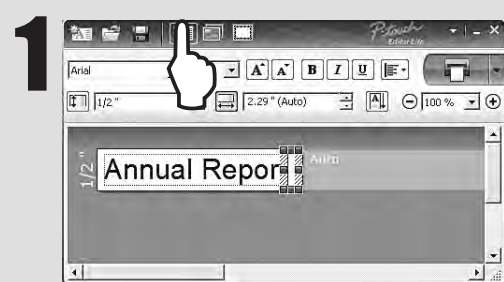 1
P-touch
Editor Lite
Arial
A A B I U
1/2 "
2.29 " (Auto)
A
100 %
1/2 "
Annual Repor
Auto